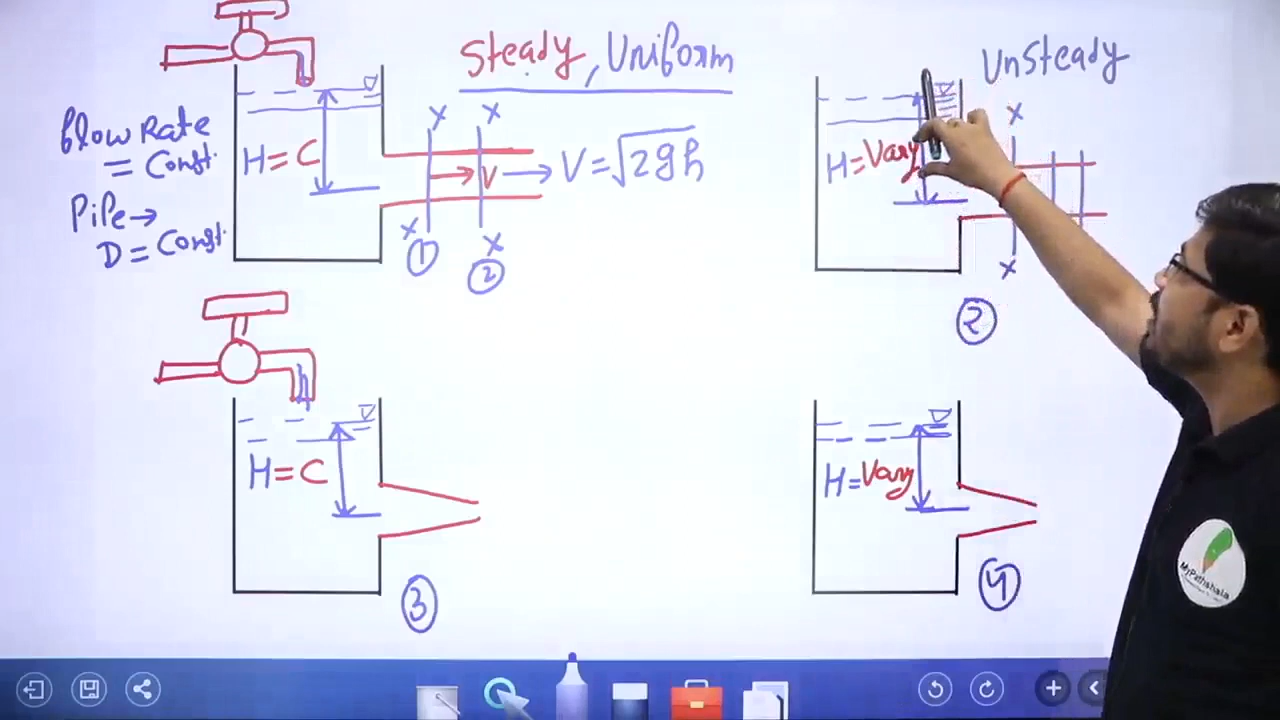 Steady, Uniform
Unsteady
flow Rate
= Const.
Pipe→
D = Const.
H = C
x x
V → V = √2gh
x x
① ②
H = Vary
x
x
②
H = C
③
H = Vary
④
MyPathshala